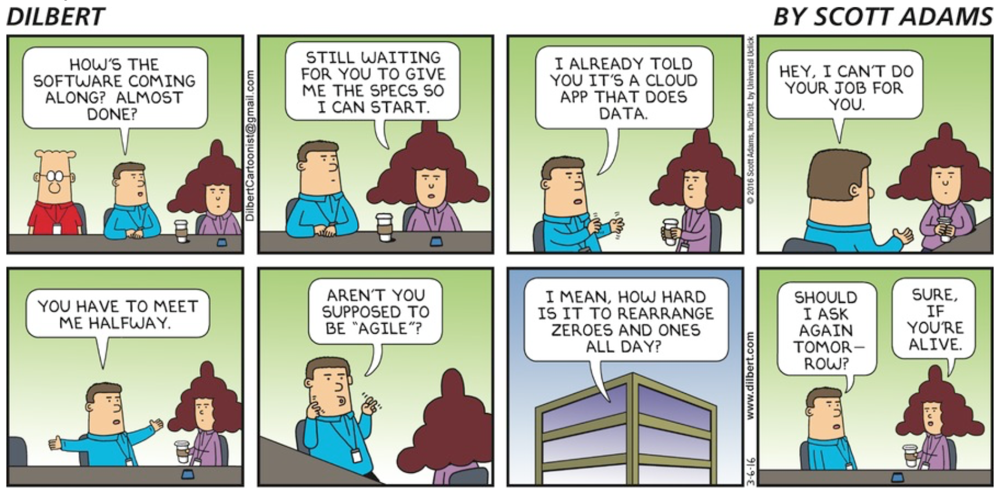 DILBERT
BY SCOTT ADAMS
HOW'S THE
SOFTWARE COMING
ALONG? ALMOST
DONE?
DilbertCartoonist@gmail.com
STILL WAITING
FOR YOU TO GIVE
ME THE SPECS SO
I CAN START.
I ALREADY TOLD
YOU IT'S A CLOUD
APP THAT DOES
DATA.
© 2016 Scott Adams, Inc./Dist. by Universal Uclick
HEY, I CAN'T DO
YOUR JOB FOR
YOU.
YOU HAVE TO MEET
ME HALFWAY.
AREN'T YOU
SUPPOSED TO
BE "AGILE"?
I MEAN, HOW HARD
IS IT TO REARRANGE
ZEROES AND ONES
ALL DAY?
3-6-16 www.dilbert.com
SHOULD
I ASK
AGAIN
TOMOR—
ROW?
SURE,
IF
YOU'RE
ALIVE.